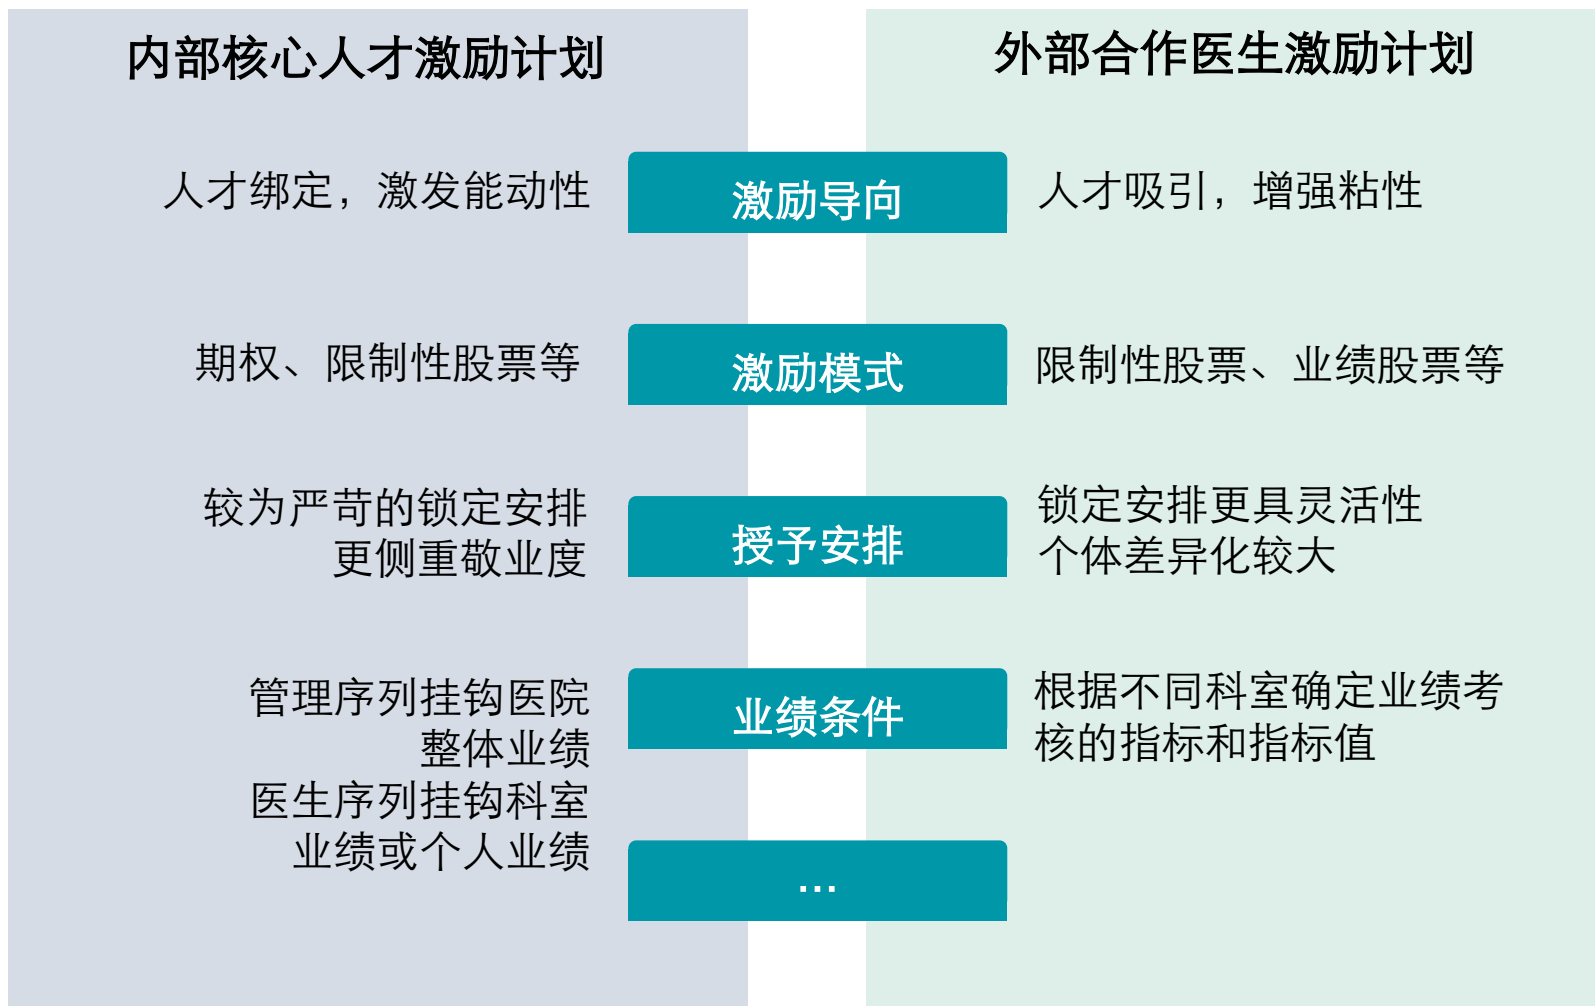 内部核心人才激励计划
外部合作医生激励计划
人才绑定，激发能动性
激励导向
人才吸引，增强粘性
期权、限制性股票等
激励模式
限制性股票、业绩股票等
较为严苛的锁定安排
更侧重敬业度
授予安排
锁定安排更具灵活性
个体差异化较大
管理序列挂钩医院
整体业绩
医生序列挂钩科室
业绩或个人业绩
业绩条件
根据不同科室确定业绩考
核的指标和指标值
...